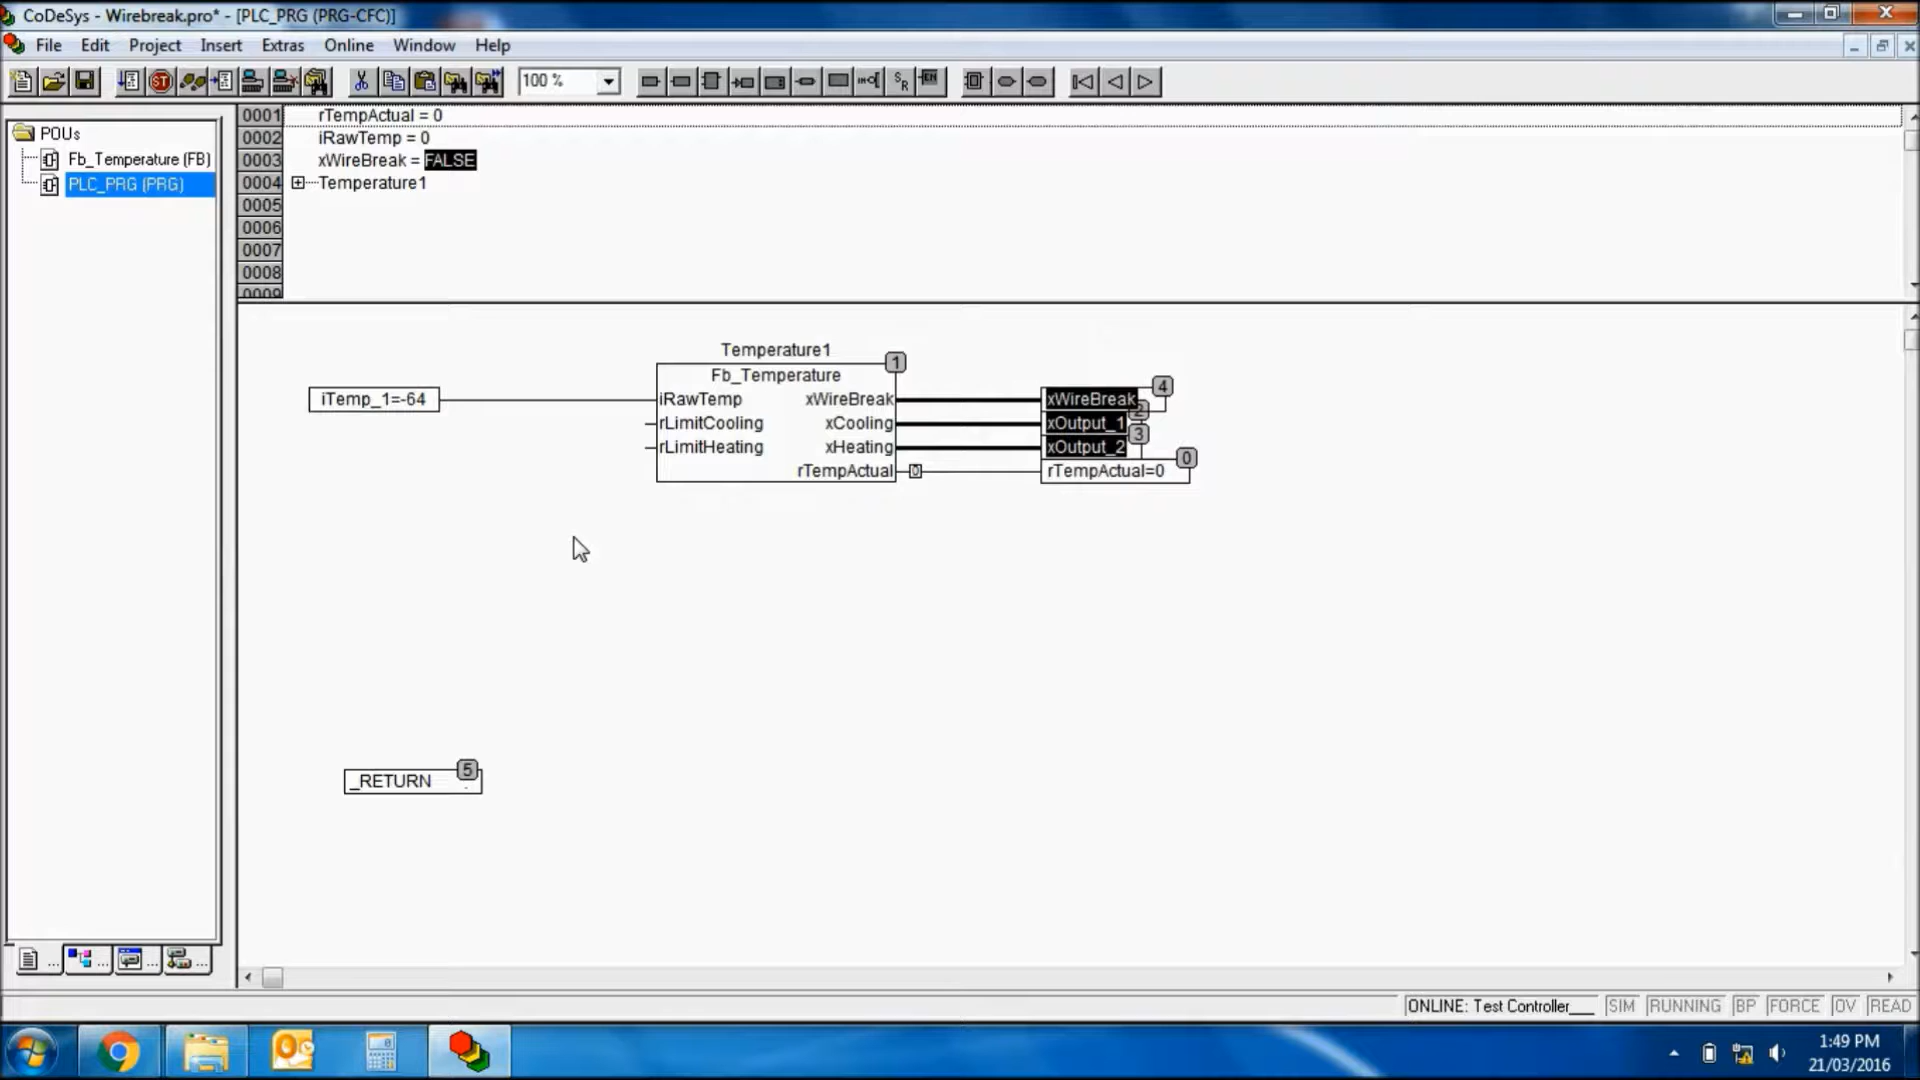 CoDeSys - Wirebreak.pro* - [PLC_PRG (PRG-CFC)]
File Edit Project Insert Extras Online Window Help
100 %
POUs
Fb_Temperature (FB)
PLC_PRG (PRG)
0001 rTempActual = 0
0002 iRawTemp = 0
0003 xWireBreak = FALSE
0004 Temperature1
0005
0006
0007
0008
0009
Temperature1
1
Fb_Temperature
iTemp_1=-64
iRawTemp xWireBreak
xWireBreak 4
rLimitCooling xCooling
xOutput_1 2
rLimitHeating xHeating
xOutput_2 3
rTempActual 0
rTempActual=0 0
_RETURN 5
ONLINE: Test Controller___ SIM RUNNING BP FORCE OV READ
1:49 PM
21/03/2016